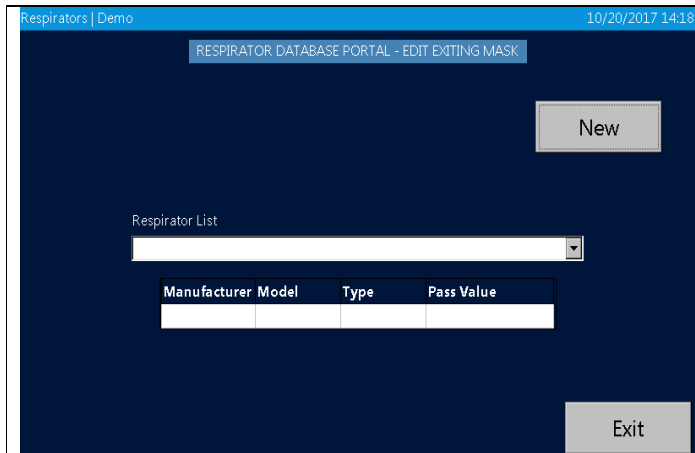 Respirators | Demo 10/20/2017 14:18
RESPIRATOR DATABASE PORTAL - EDIT EXITING MASK
New
Respirator List
Manufacturer Model Type Pass Value
Exit